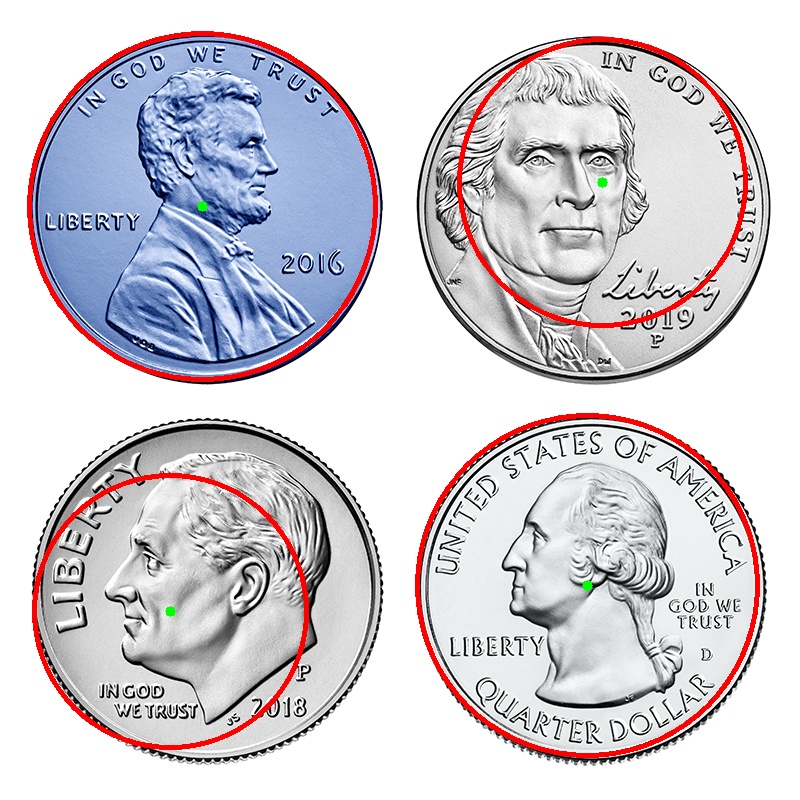 IN GOD WE TRUST
LIBERTY
2016
IN GOD WE TRUST
Liberty
2019
P
LIBERTY
IN GOD
WE TRUST
P
JS 2018
UNITED STATES OF AMERICA
IN
GOD WE
TRUST
LIBERTY
D
QUARTER DOLLAR